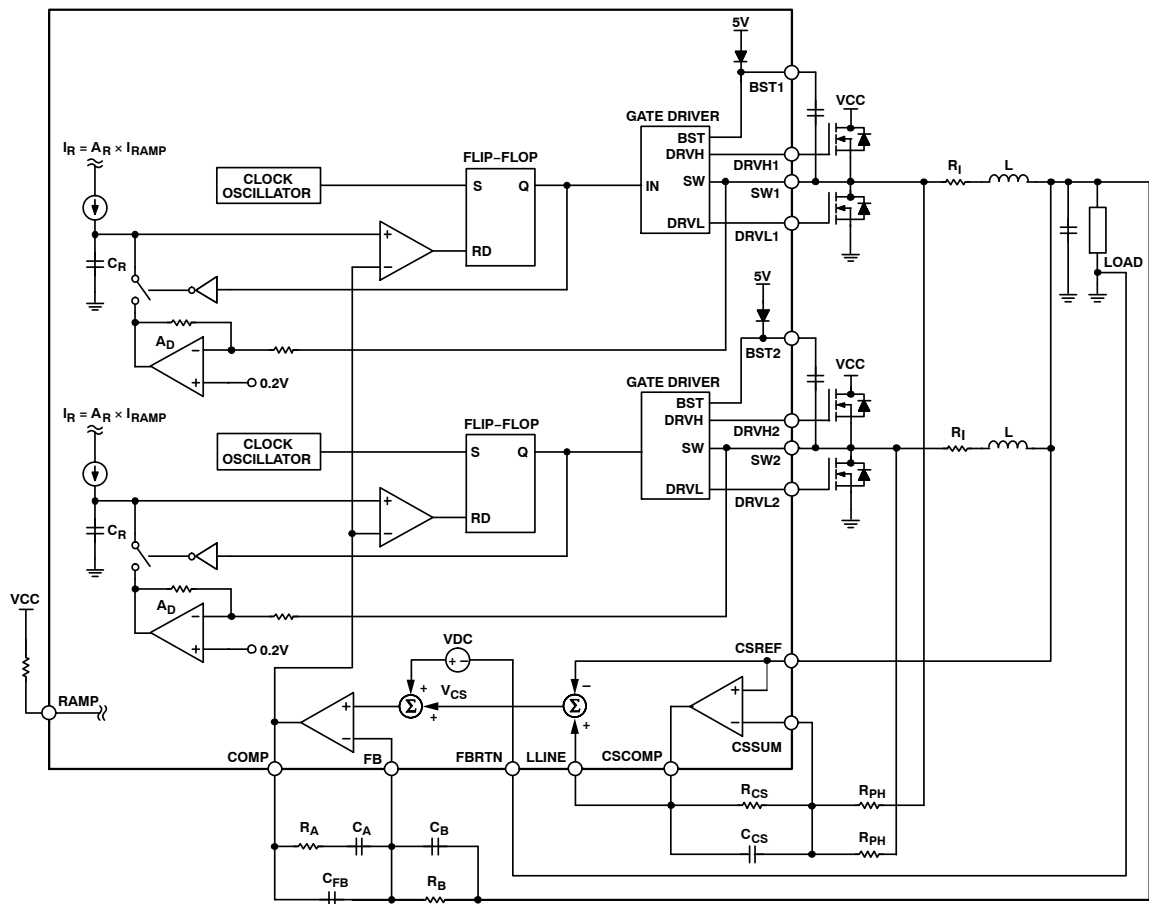 5V
BST1
VCC
GATE DRIVER
I_R = A_R × I_RAMP
FLIP–FLOP
BST
DRVH
DRVH1
CLOCK
OSCILLATOR
S
Q
IN
SW
SW1
R_I
L
DRVL
DRVL1
+
−
RD
C_R
LOAD
5V
A_D
−
+
0.2V
BST2
VCC
GATE DRIVER
I_R = A_R × I_RAMP
FLIP–FLOP
BST
DRVH
DRVH2
CLOCK
OSCILLATOR
S
Q
SW
SW2
R_I
L
DRVL
DRVL2
+
−
RD
C_R
VCC
A_D
−
+
0.2V
VDC
+ −
CSREF
RAMP
+
Σ
+
V_CS
−
Σ
+
+
−
+
−
CSSUM
COMP
FB
FBRTN
LLINE
CSCOMP
R_CS
R_PH
R_A
C_A
C_B
C_CS
R_PH
C_FB
R_B